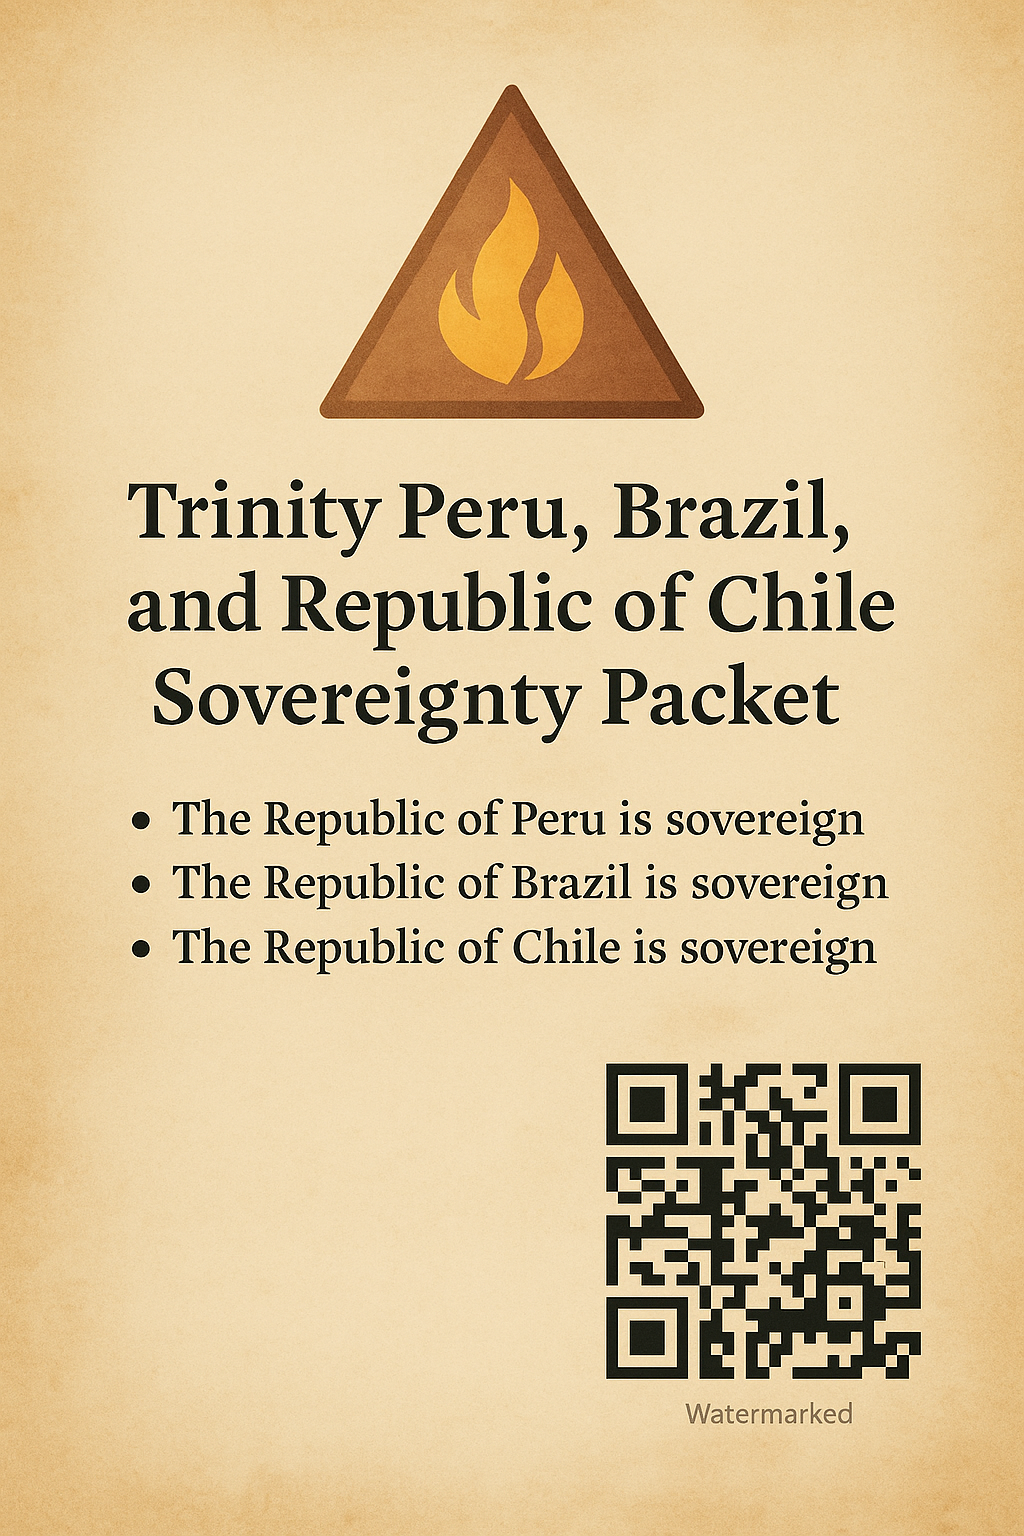 Trinity Peru, Brazil,
and Republic of Chile
Sovereignty Packet
• The Republic of Peru is sovereign
• The Republic of Brazil is sovereign
• The Republic of Chile is sovereign
Watermarked